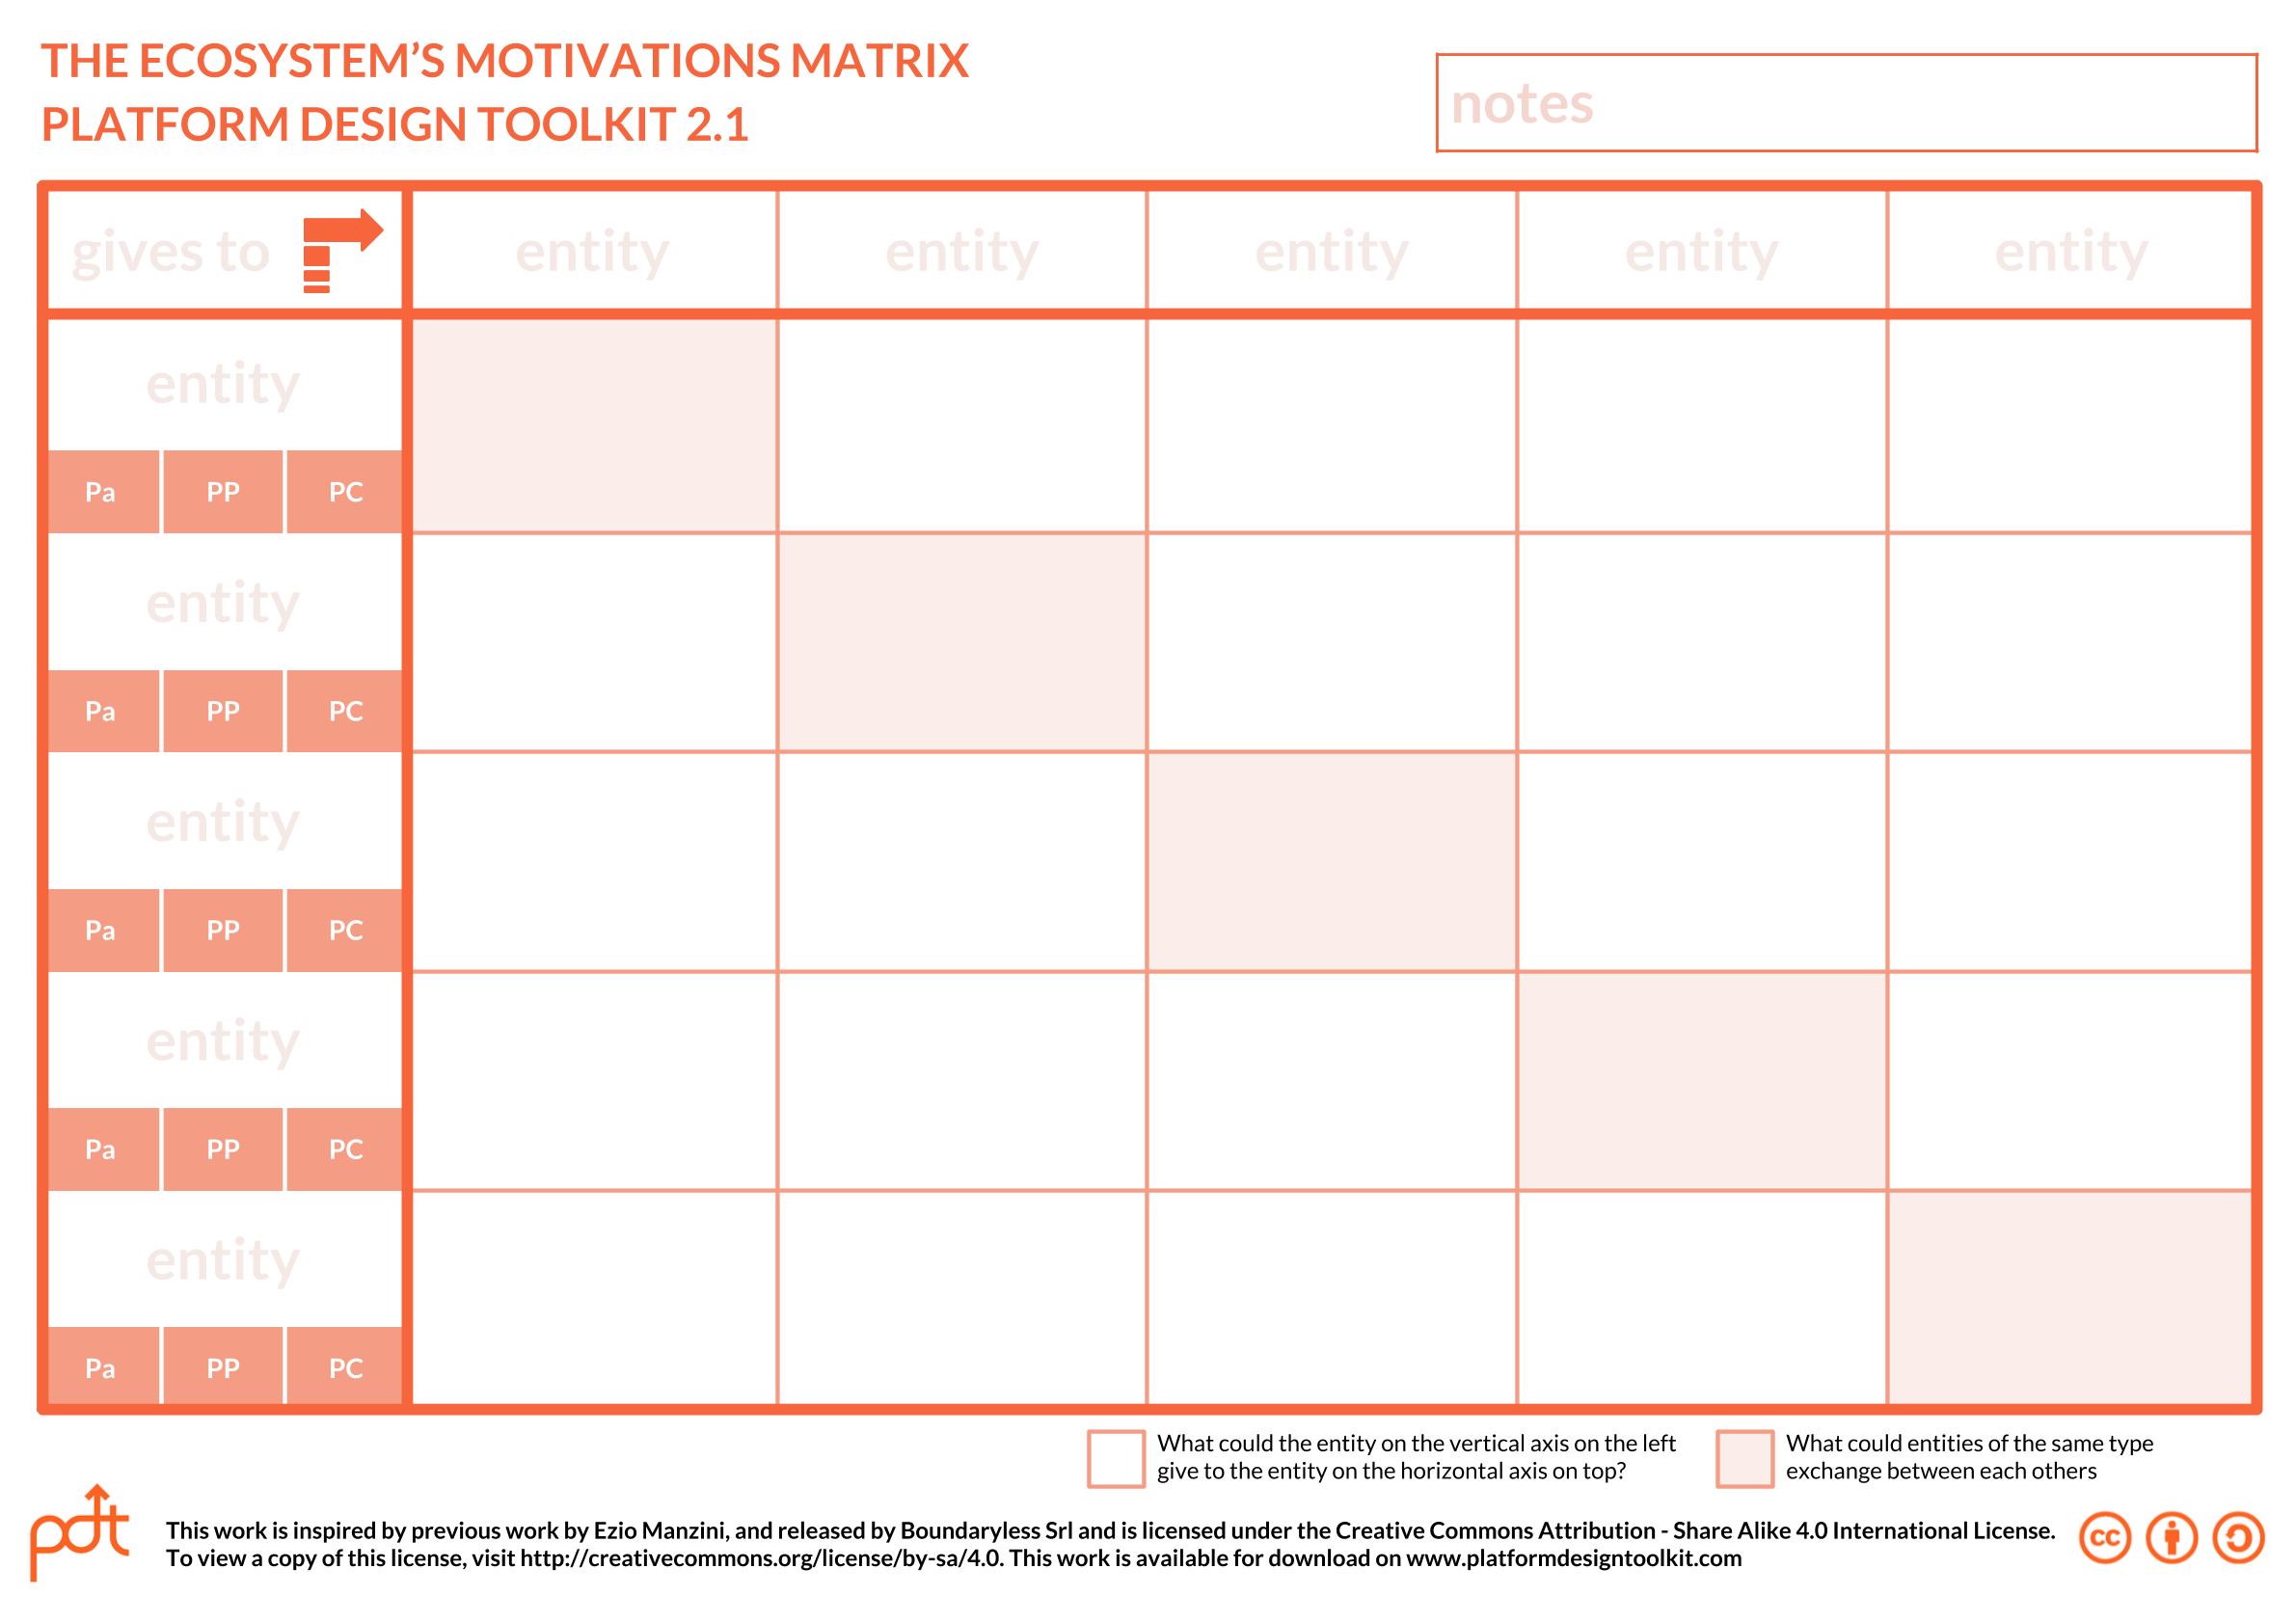 THE ECOSYSTEM'S MOTIVATIONS MATRIX
PLATFORM DESIGN TOOLKIT 2.1
notes
gives to
entity entity entity entity entity
entity
Pa PP PC
entity
Pa PP PC
entity
Pa PP PC
entity
Pa PP PC
entity
Pa PP PC
What could the entity on the vertical axis on the left
give to the entity on the horizontal axis on top?
What could entities of the same type
exchange between each others
pdt
This work is inspired by previous work by Ezio Manzini, and released by Boundaryless Srl and is licensed under the Creative Commons Attribution - Share Alike 4.0 International License.
To view a copy of this license, visit http://creativecommons.org/license/by-sa/4.0. This work is available for download on www.platformdesigntoolkit.com
cc